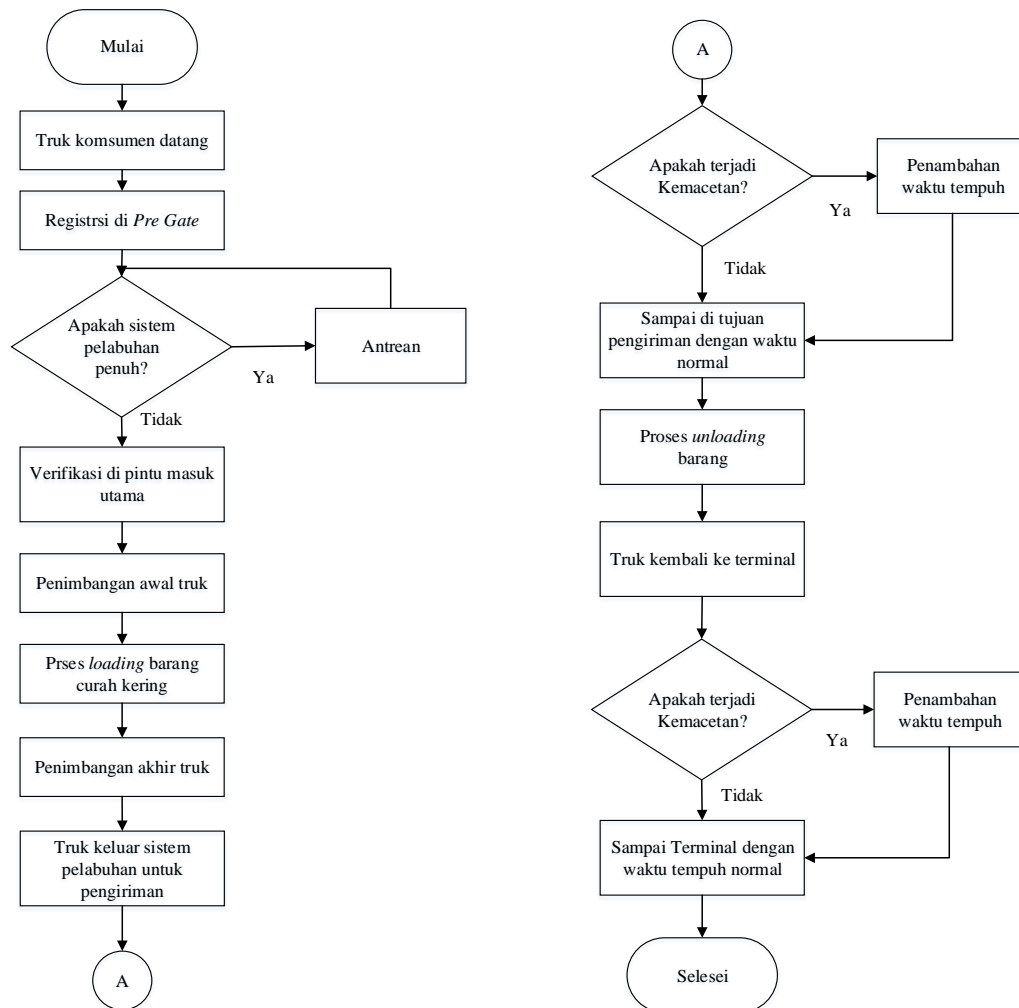 Mulai
Truk komsumen datang
Registrsi di Pre Gate
Apakah sistem
pelabuhan
penuh?
Ya
Antrean
Tidak
Verifikasi di pintu masuk
utama
Penimbangan awal truk
Prses loading barang
curah kering
Penimbangan akhir truk
Truk keluar sistem
pelabuhan untuk
pengiriman
A
A
Apakah terjadi
Kemacetan?
Ya
Penambahan
waktu tempuh
Tidak
Sampai di tujuan
pengiriman dengan waktu
normal
Proses unloading
barang
Truk kembali ke terminal
Apakah terjadi
Kemacetan?
Ya
Penambahan
waktu tempuh
Tidak
Sampai Terminal dengan
waktu tempuh normal
Selesei